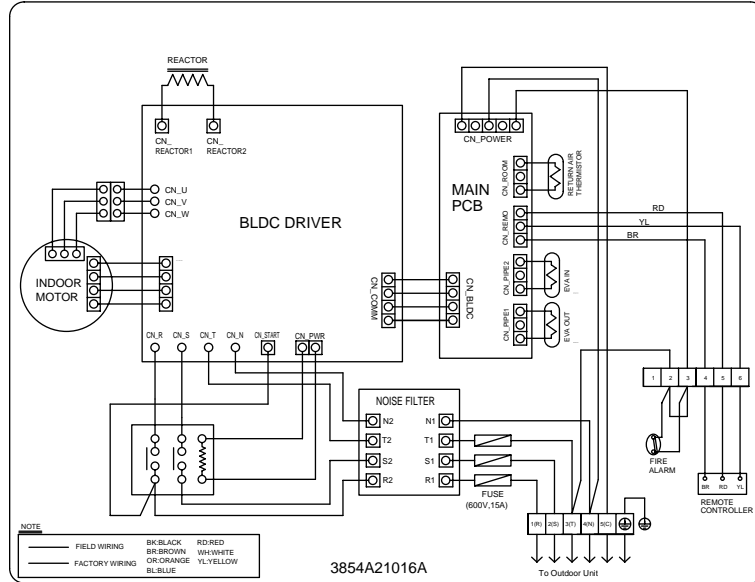 REACTOR
CN_
REACTOR1
CN_
REACTOR2
CN_POWER
CN_U
CN_V
CN_W
BLDC DRIVER
MAIN
PCB
CN_ROOM
RETURN AIR
THERMISTOR
CN_REMO
RD
YL
BR
INDOOR
MOTOR
CN_COMM
CN_BLDC
CN_PIPE2
EVA IN
CN_PIPE1
EVA OUT
CN_R
CN_S
CN_T
CN_N
CN_START
CN_PWR
1 2 3 4 5 6
NOISE FILTER
N2 N1
T2 T1
S2 S1
R2 R1
FUSE
(600V,15A)
FIRE
ALARM
BR RD YL
REMOTE
CONTROLLER
1(R) 2(S) 3(T) 4(N) 5(C)
To Outdoor Unit
NOTE
FIELD WIRING
FACTORY WIRING
BK:BLACK RD:RED
BR:BROWN WH:WHITE
OR:ORANGE YL:YELLOW
BL:BLUE
3854A21016A